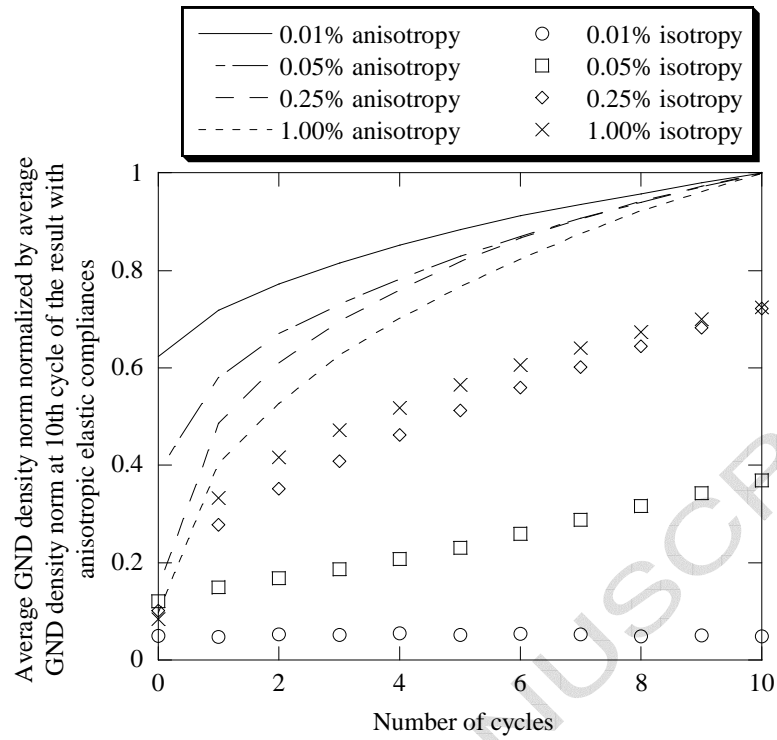 0.01% anisotropy 0.01% isotropy
0.05% anisotropy 0.05% isotropy
0.25% anisotropy 0.25% isotropy
1.00% anisotropy 1.00% isotropy
Average GND density norm normalized by average
GND density norm at 10th cycle of the result with
anisotropic elastic compliances
1
0.8
0.6
0.4
0.2
0
0 2 4 6 8 10
Number of cycles